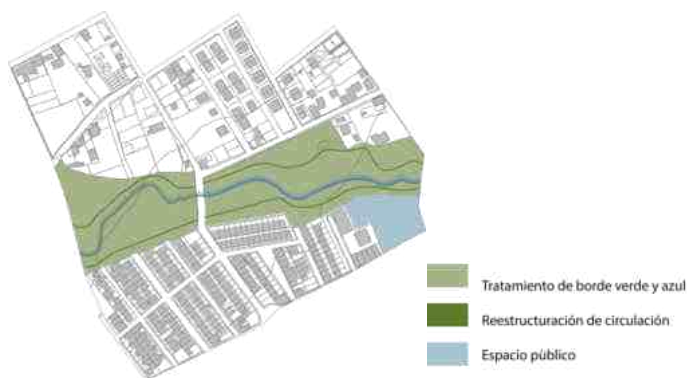 Tratamiento de borde verde y azul
Reestructuración de circulación
Espacio público